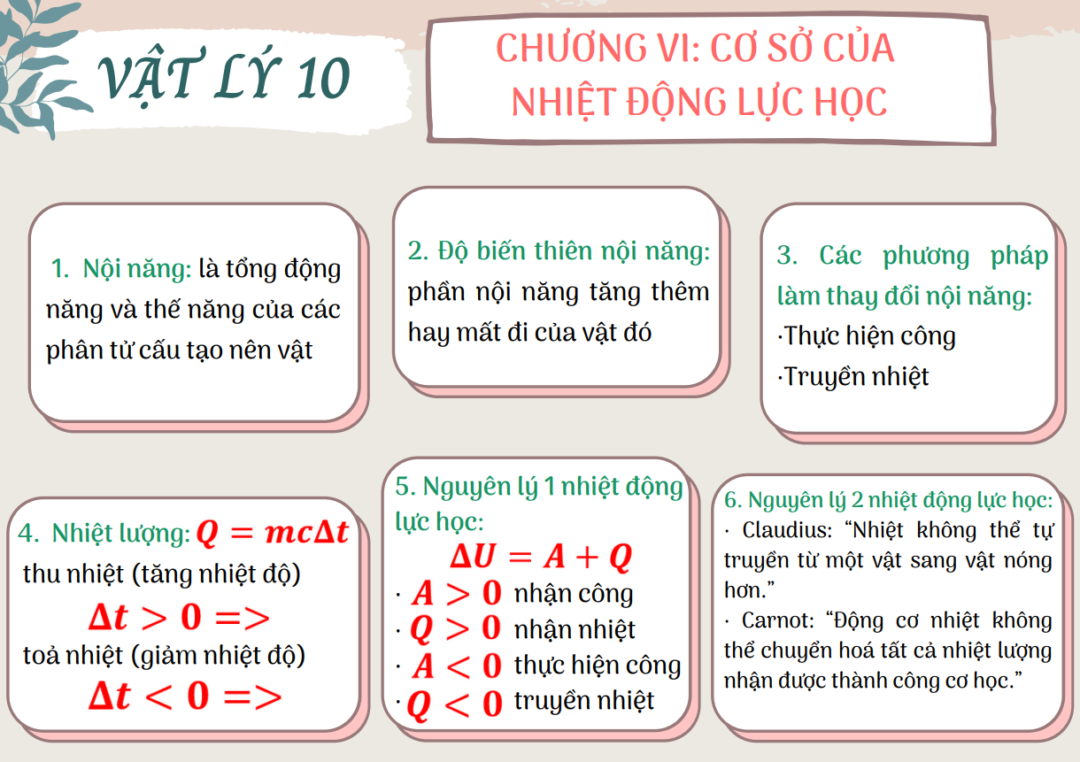 VẬT LÝ 10
CHƯƠNG VI: CƠ SỞ CỦA
NHIỆT ĐỘNG LỰC HỌC
1. Nội năng: là tổng động
năng và thế năng của các
phân tử cấu tạo nên vật
2. Độ biến thiên nội năng:
phần nội năng tăng thêm
hay mất đi của vật đó
3. Các phương pháp
làm thay đổi nội năng:
·Thực hiện công
·Truyền nhiệt
4. Nhiệt lượng: Q = mcΔt
thu nhiệt (tăng nhiệt độ)
Δt > 0 =>
toả nhiệt (giảm nhiệt độ)
Δt < 0 =>
5. Nguyên lý 1 nhiệt động
lực học:
ΔU = A + Q
· A > 0 nhận công
· Q > 0 nhận nhiệt
· A < 0 thực hiện công
· Q < 0 truyền nhiệt
6. Nguyên lý 2 nhiệt động lực học:
· Claudius: “Nhiệt không thể tự
truyền từ một vật sang vật nóng
hơn.”
· Carnot: “Động cơ nhiệt không
thể chuyển hoá tất cả nhiệt lượng
nhận được thành công cơ học.”